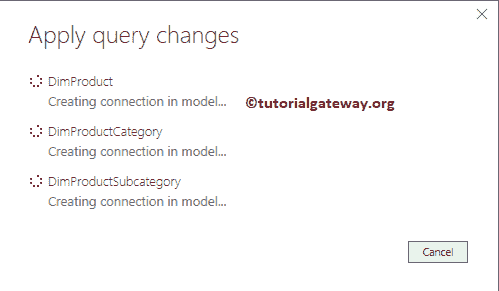 Apply query changes
DimProduct
Creating connection in model...
©tutorialgateway.org
DimProductCategory
Creating connection in model...
DimProductSubcategory
Creating connection in model...
Cancel